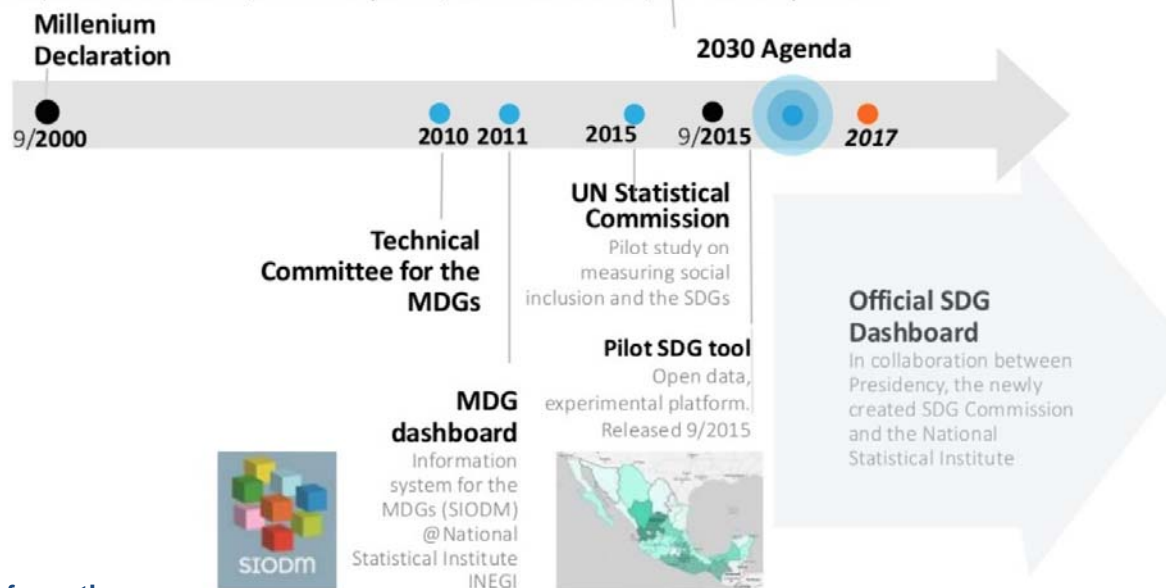 Millenium
Declaration
2030 Agenda
9/2000
2010
2011
2015
9/2015
2017
Technical
Committee for the
MDGs
UN Statistical
Commission
Pilot study on
measuring social
inclusion and the SDGs
Pilot SDG tool
Open data,
experimental platform.
Released 9/2015
MDG
dashboard
Information
system for the
MDGs (SIODM)
@National
Statistical Institute
INEGI
SIODM
Official SDG
Dashboard
In collaboration between
Presidency, the newly
created SDG Commission
and the National
Statistical Institute